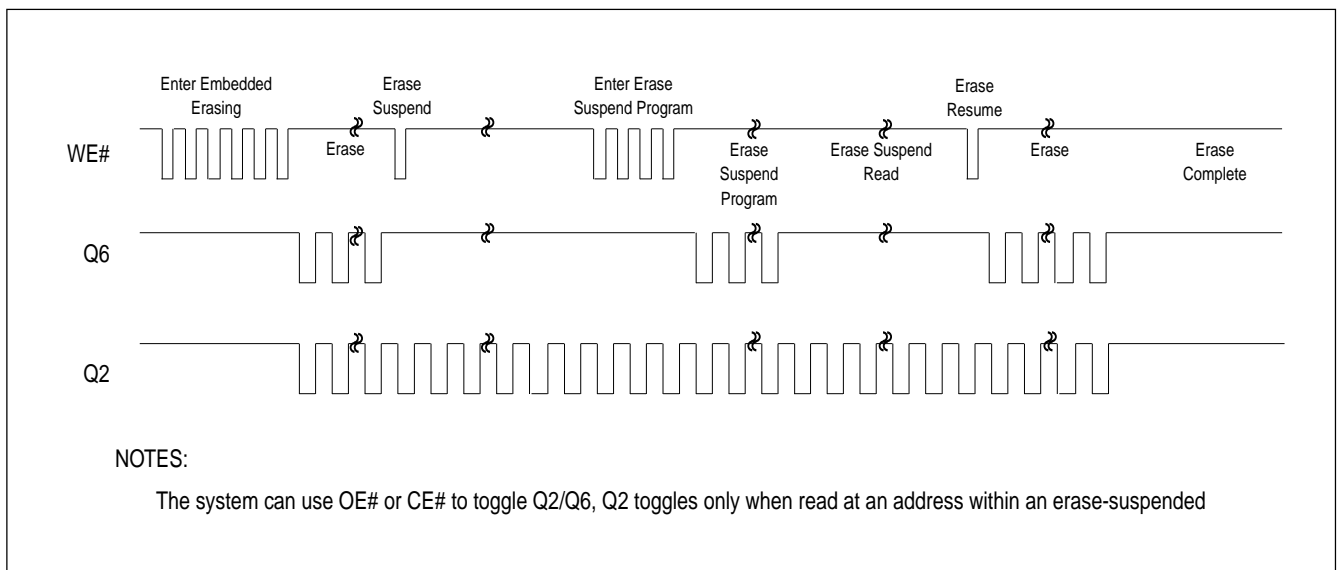 Enter Embedded
Erasing
Erase
Suspend
Enter Erase
Suspend Program
Erase
Resume
WE#
Erase
Erase
Suspend
Program
Erase Suspend
Read
Erase
Erase
Complete
Q6
Q2
NOTES:
The system can use OE# or CE# to toggle Q2/Q6, Q2 toggles only when read at an address within an erase-suspended